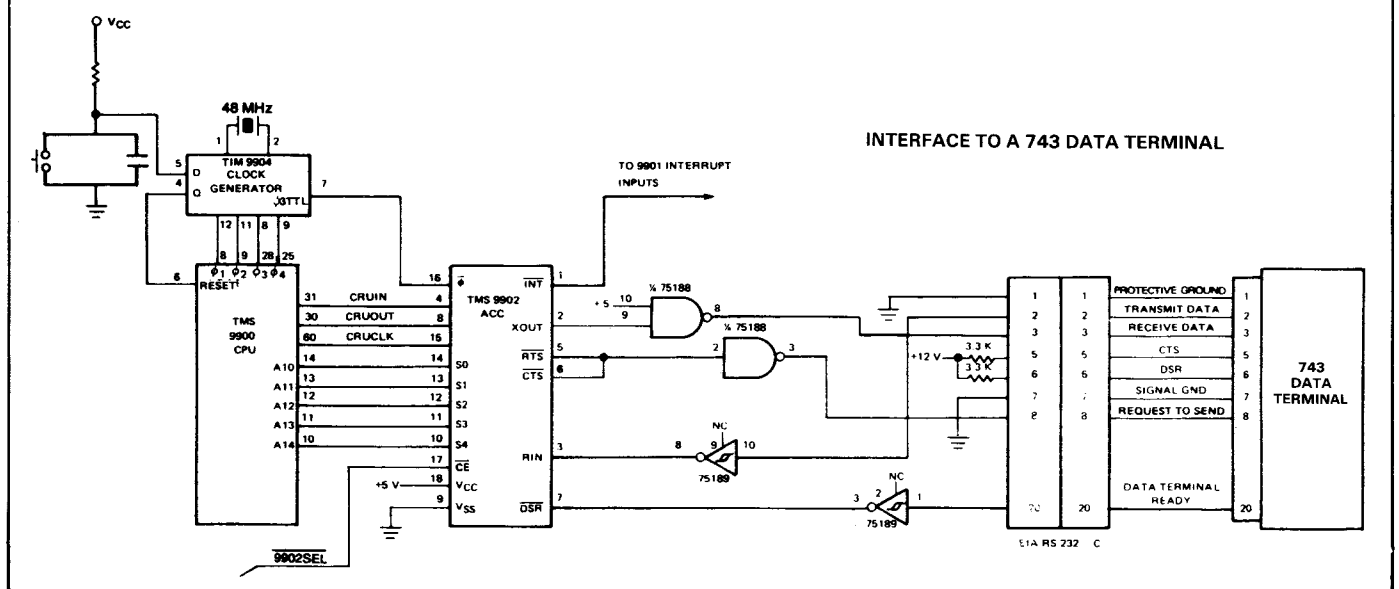 VCC
48 MHz
1 2
INTERFACE TO A 743 DATA TERMINAL
TIM 9904
CLOCK
GENERATOR
5 D
4 Q
7
TTL
12 11 8 9
8 9 28 25
ϕ1 ϕ2 ϕ3 ϕ4
6 RESET
TMS
9900
CPU
TO 9901 INTERRUPT
INPUTS
TMS 9902
ACC
16 ϕ
31 CRUIN 4
30 CRUOUT 8
60 CRUCLK 15
A10 14 14 S0
A11 13 13 S1
A12 12 12 S2
A13 11 11 S3
A14 10 10 S4
17 CE
+5 V 18 VCC
9 VSS
9902SEL
INT 1
XOUT 2
RTS 5
CTS 6
RIN 3
DSR 7
¼ 75188
+ 5 10
9
8
¼ 75188
2 3
NC
8 9 10
75189
NC
3 2 1
75189
+12 V
3.3 K
3.3 K
1 1 PROTECTIVE GROUND 1
2 2 TRANSMIT DATA 2
3 3 RECEIVE DATA 3
5 5 CTS 5
6 6 DSR 6
7 7 SIGNAL GND 7
8 8 REQUEST TO SEND 8
DATA TERMINAL
READY
20 20 20
743
DATA
TERMINAL
EIA RS 232 C